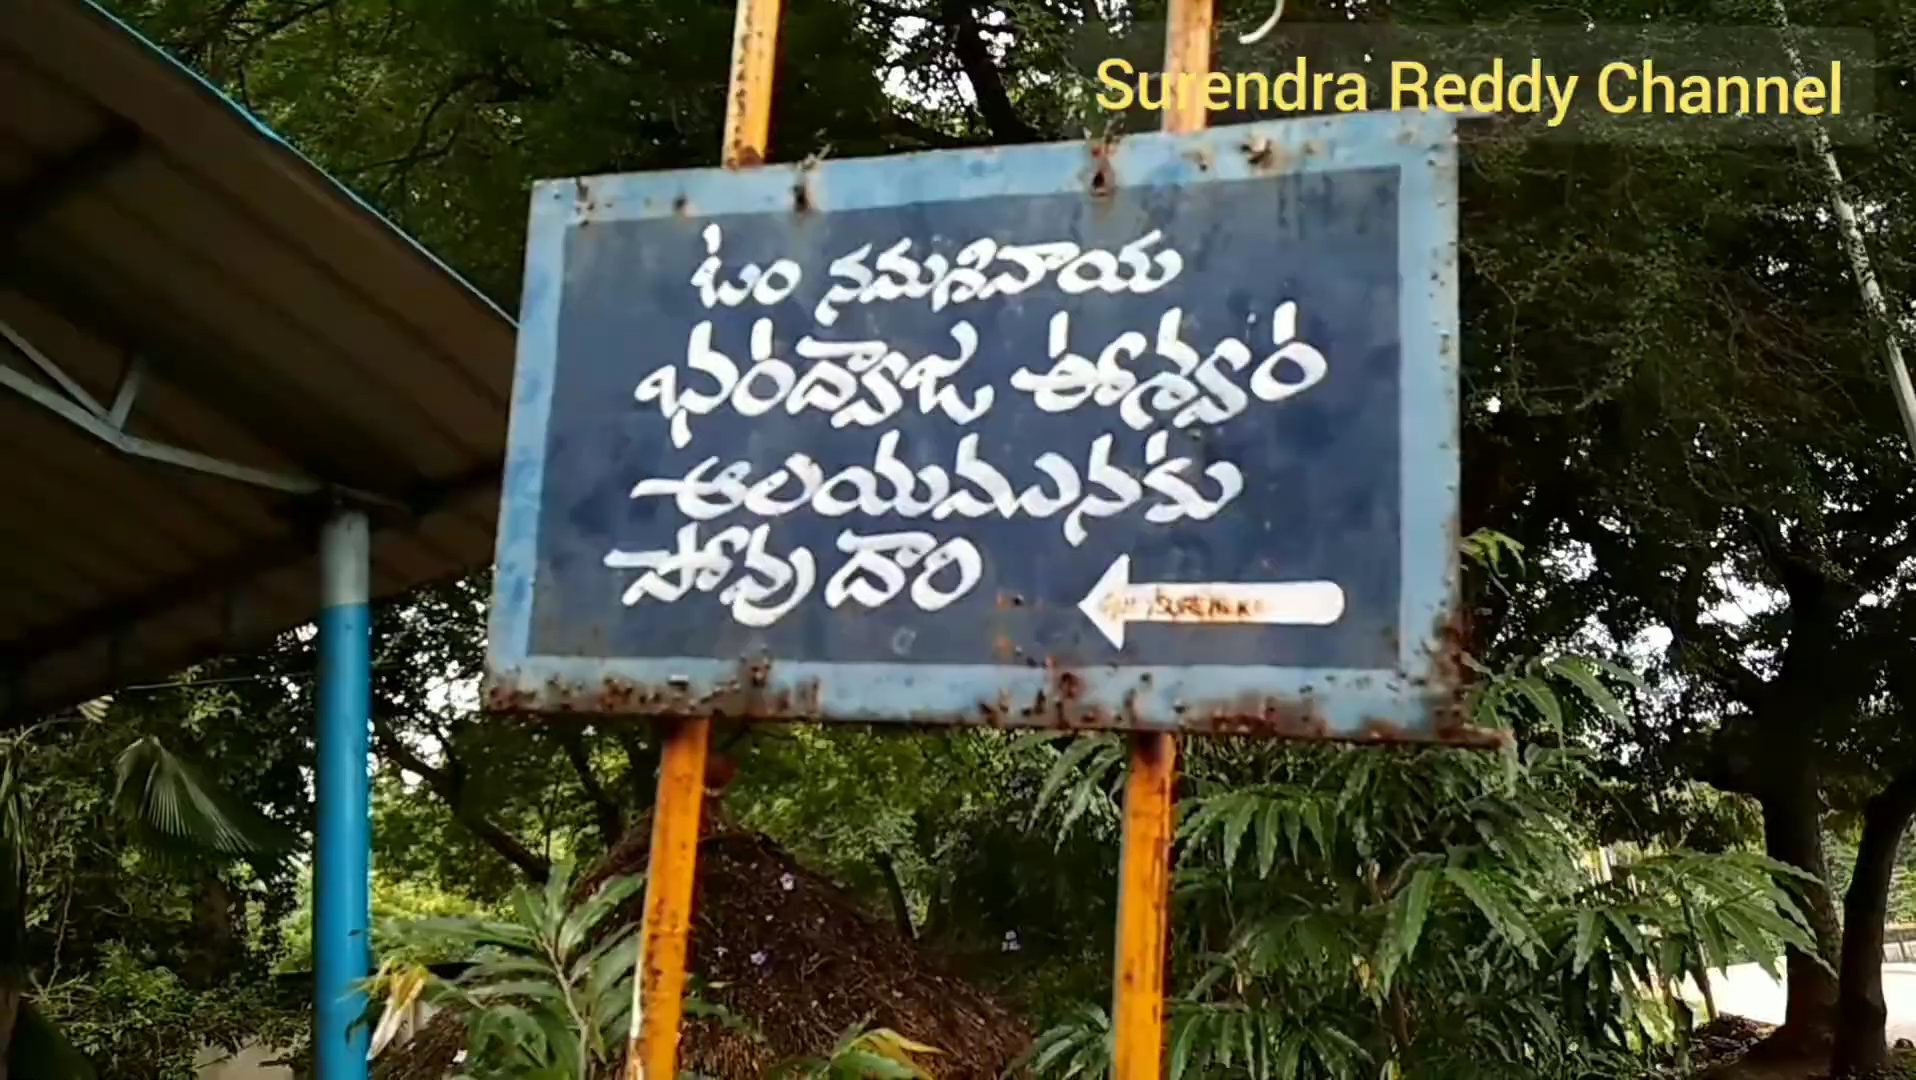 Surendra Reddy Channel
ఓం నమశివాయ
భరద్వాజ ఈశ్వర
ఆలయమునకు
పోవు దారి